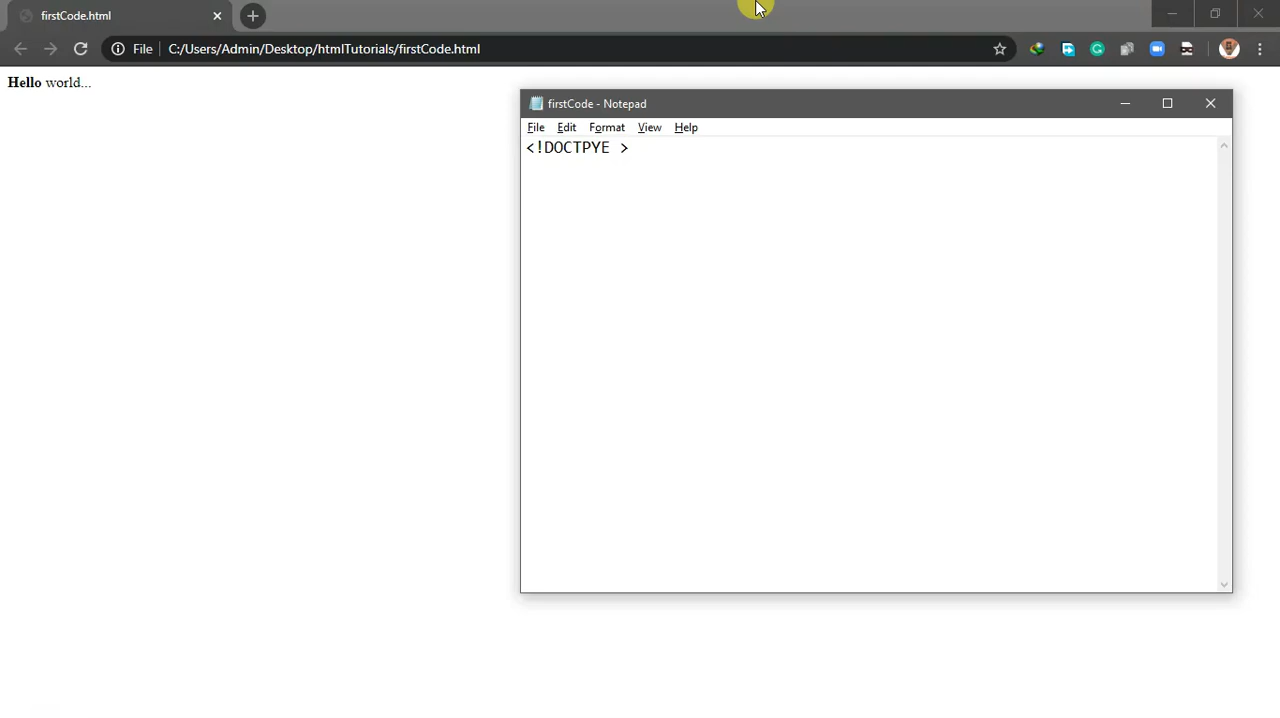 firstCode.html
File C:/Users/Admin/Desktop/htmlTutorials/firstCode.html
Hello world...
firstCode - Notepad
File Edit Format View Help
<!DOCTPYE >